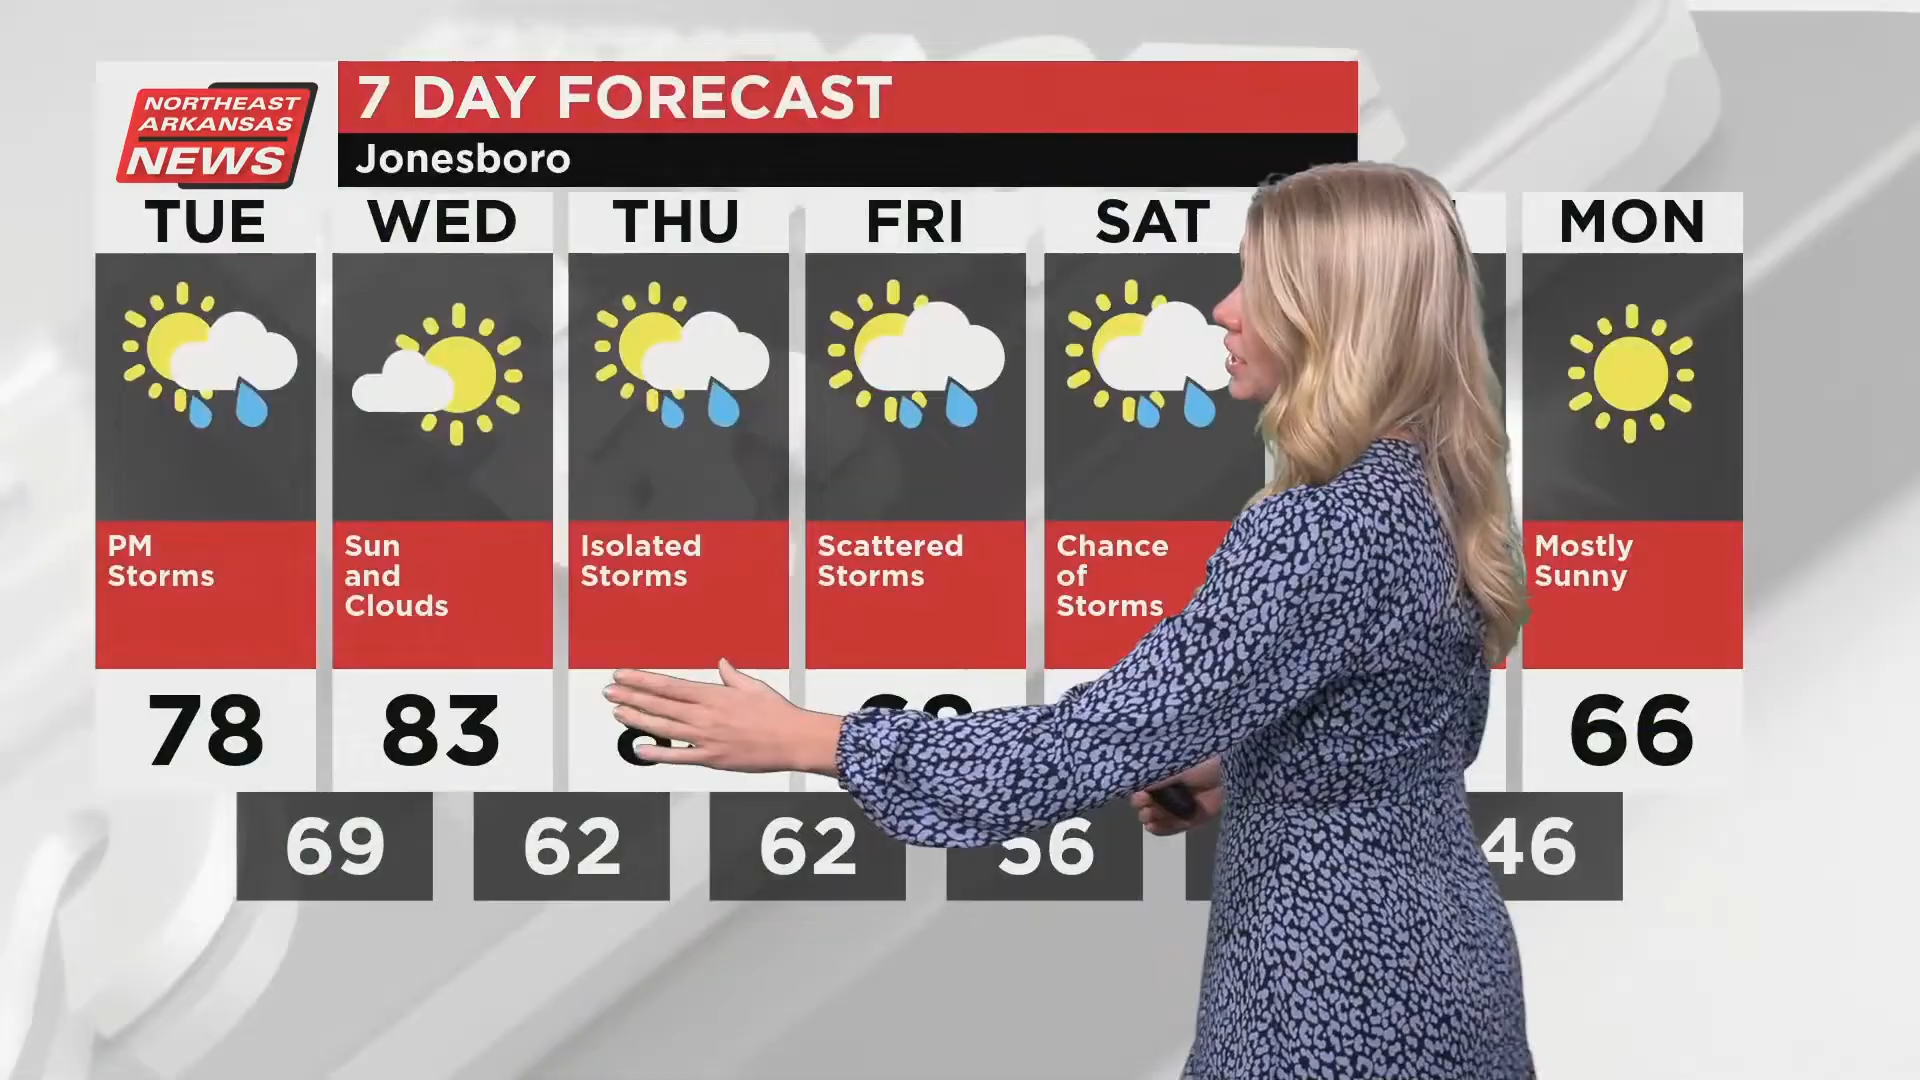 NORTHEAST
ARKANSAS
NEWS
7 DAY FORECAST
Jonesboro
TUE
WED
THU
FRI
SAT
MON
PM
Storms
Sun
and
Clouds
Isolated
Storms
Scattered
Storms
Chance
of
Storms
Mostly
Sunny
78
83
66
69
62
62
56
46